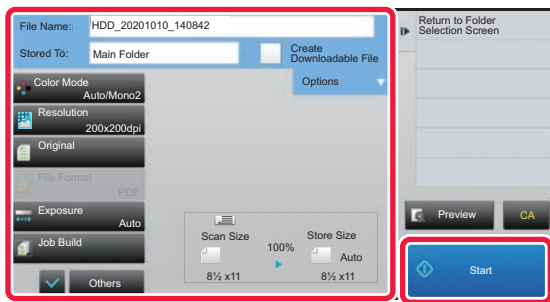 File Name:
HDD_20201010_140842
Stored To:
Main Folder
Create
Downloadable File
Options
Color Mode
Auto/Mono2
Resolution
200x200dpi
Original
File Format
PDF
Exposure
Auto
Job Build
Others
Scan Size
100%
Store Size
Auto
8½ x11
8½ x11
Return to Folder
Selection Screen
Preview
CA
Start